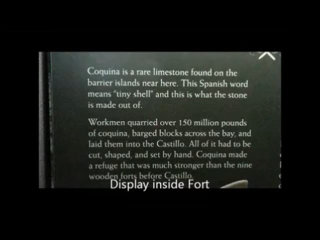 Coquina is a rare limestone found on the
barrier islands near here. This Spanish word
means "tiny shell" and this is what the stone
is made out of.
Workmen quarried over 150 million pounds
of coquina, barged blocks across the bay, and
laid them into the Castillo. All of it had to be
cut, shaped, and set by hand. Coquina made
a refuge that was much stronger than the nine
wooden forts before Castillo.
Display inside Fort